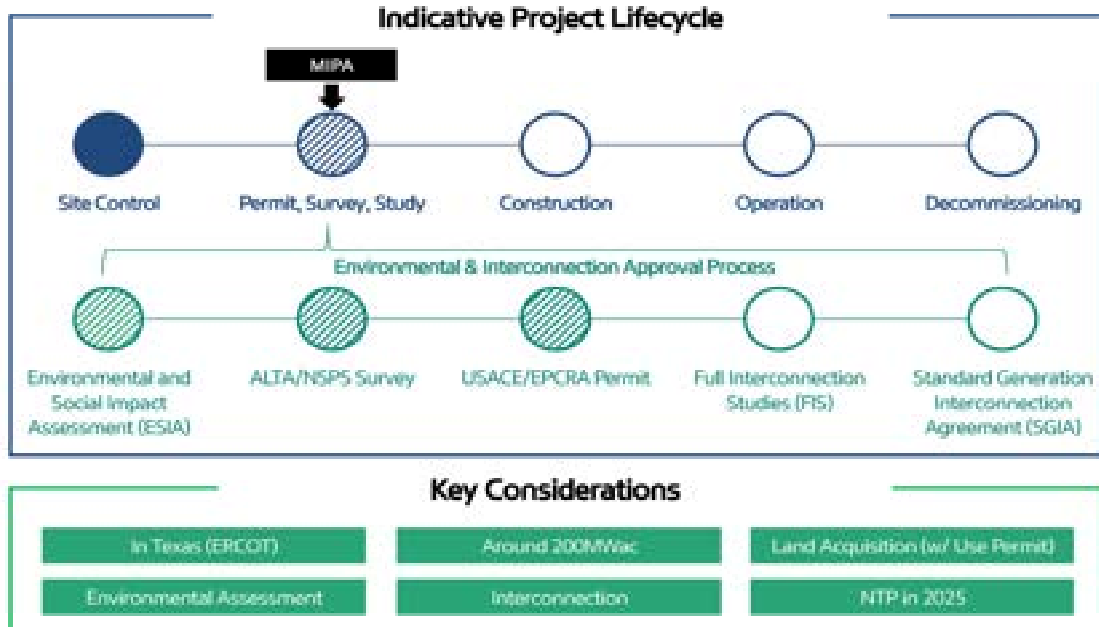 Indicative Project Lifecycle
MIPA
Site Control
Permit, Survey, Study
Construction
Operation
Decommissioning
Environmental & Interconnection Approval Process
Environmental and
Social Impact
Assessment (ESIA)
ALTA/NSPS Survey
USACE/EPCRA Permit
Full Interconnection
Studies (FIS)
Standard Generation
Interconnection
Agreement (SGIA)
Key Considerations
In Texas (ERCOT)
Around 200MWac
Land Acquisition (w/ Use Permit)
Environmental Assessment
Interconnection
NTP in 2025